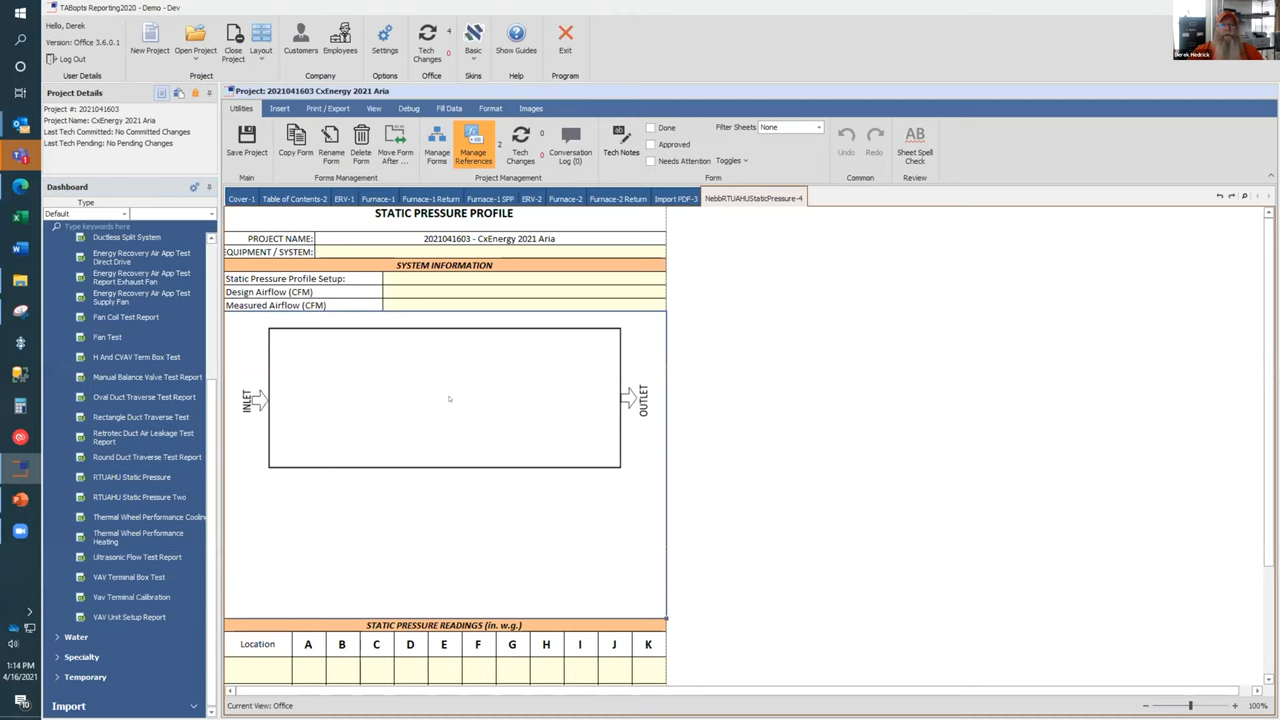 TABopts Reporting2020 - Demo - Dev
Hello, Derek
Version: Office 3.6.0.1
Log Out
User Details
New Project
Open Project
Close Project
Layout
Project
Customers
Employees
Company
Settings
Options
Tech Changes
4
0
Office
Basic
Skins
Show Guides
Help
Exit
Program
Derek Hedrick
Project Details
Project #: 2021041603
Project Name: CxEnergy 2021 Aria
Last Tech Committed: No Committed Changes
Last Tech Pending: No Pending Changes
Dashboard
Type
Default
Type keywords here
Ductless Split System
Energy Recovery Air App Test
Direct Drive
Energy Recovery Air App Test
Report Exhaust Fan
Energy Recovery Air App Test
Supply Fan
Fan Coil Test Report
Fan Test
H And CVAV Term Box Test
Manual Balance Valve Test Report
Oval Duct Traverse Test Report
Rectangle Duct Traverse Test
Retrotec Duct Air Leakage Test
Report
Round Duct Traverse Test Report
RTUAHU Static Pressure
RTUAHU Static Pressure Two
Thermal Wheel Performance Coolin
Thermal Wheel Performance
Heating
Ultrasonic Flow Test Report
VAV Terminal Box Test
Vav Terminal Calibration
VAV Unit Setup Report
Water
Specialty
Temporary
Import
1:14 PM
4/16/2021
10
Project: 2021041603 CxEnergy 2021 Aria
Utilities Insert Print / Export View Debug Fill Data Format Images
Save Project
Main
Copy Form
Rename Form
Delete Form
Move Form After ...
Forms Management
Manage Forms
Manage References
2
Tech Changes
0
0
Conversation Log (0)
Project Management
Tech Notes
Done
Approved
Needs Attention
Filter Sheets None
Toggles
Form
Undo
Redo
Common
ABC
Sheet Spell Check
Review
Cover-1 Table of Contents-2 ERV-1 Furnace-1 Furnace-1 Return Furnace-1 SPP ERV-2 Furnace-2 Furnace-2 Return Import PDF-3 NebbRTUAHUStaticPressure-4
STATIC PRESSURE PROFILE
PROJECT NAME: 2021041603 - CxEnergy 2021 Aria
EQUIPMENT / SYSTEM:
SYSTEM INFORMATION
Static Pressure Profile Setup:
Design Airflow (CFM)
Measured Airflow (CFM)
INLET
OUTLET
STATIC PRESSURE READINGS (in. w.g.)
Location A B C D E F G H I J K
Current View: Office
100%